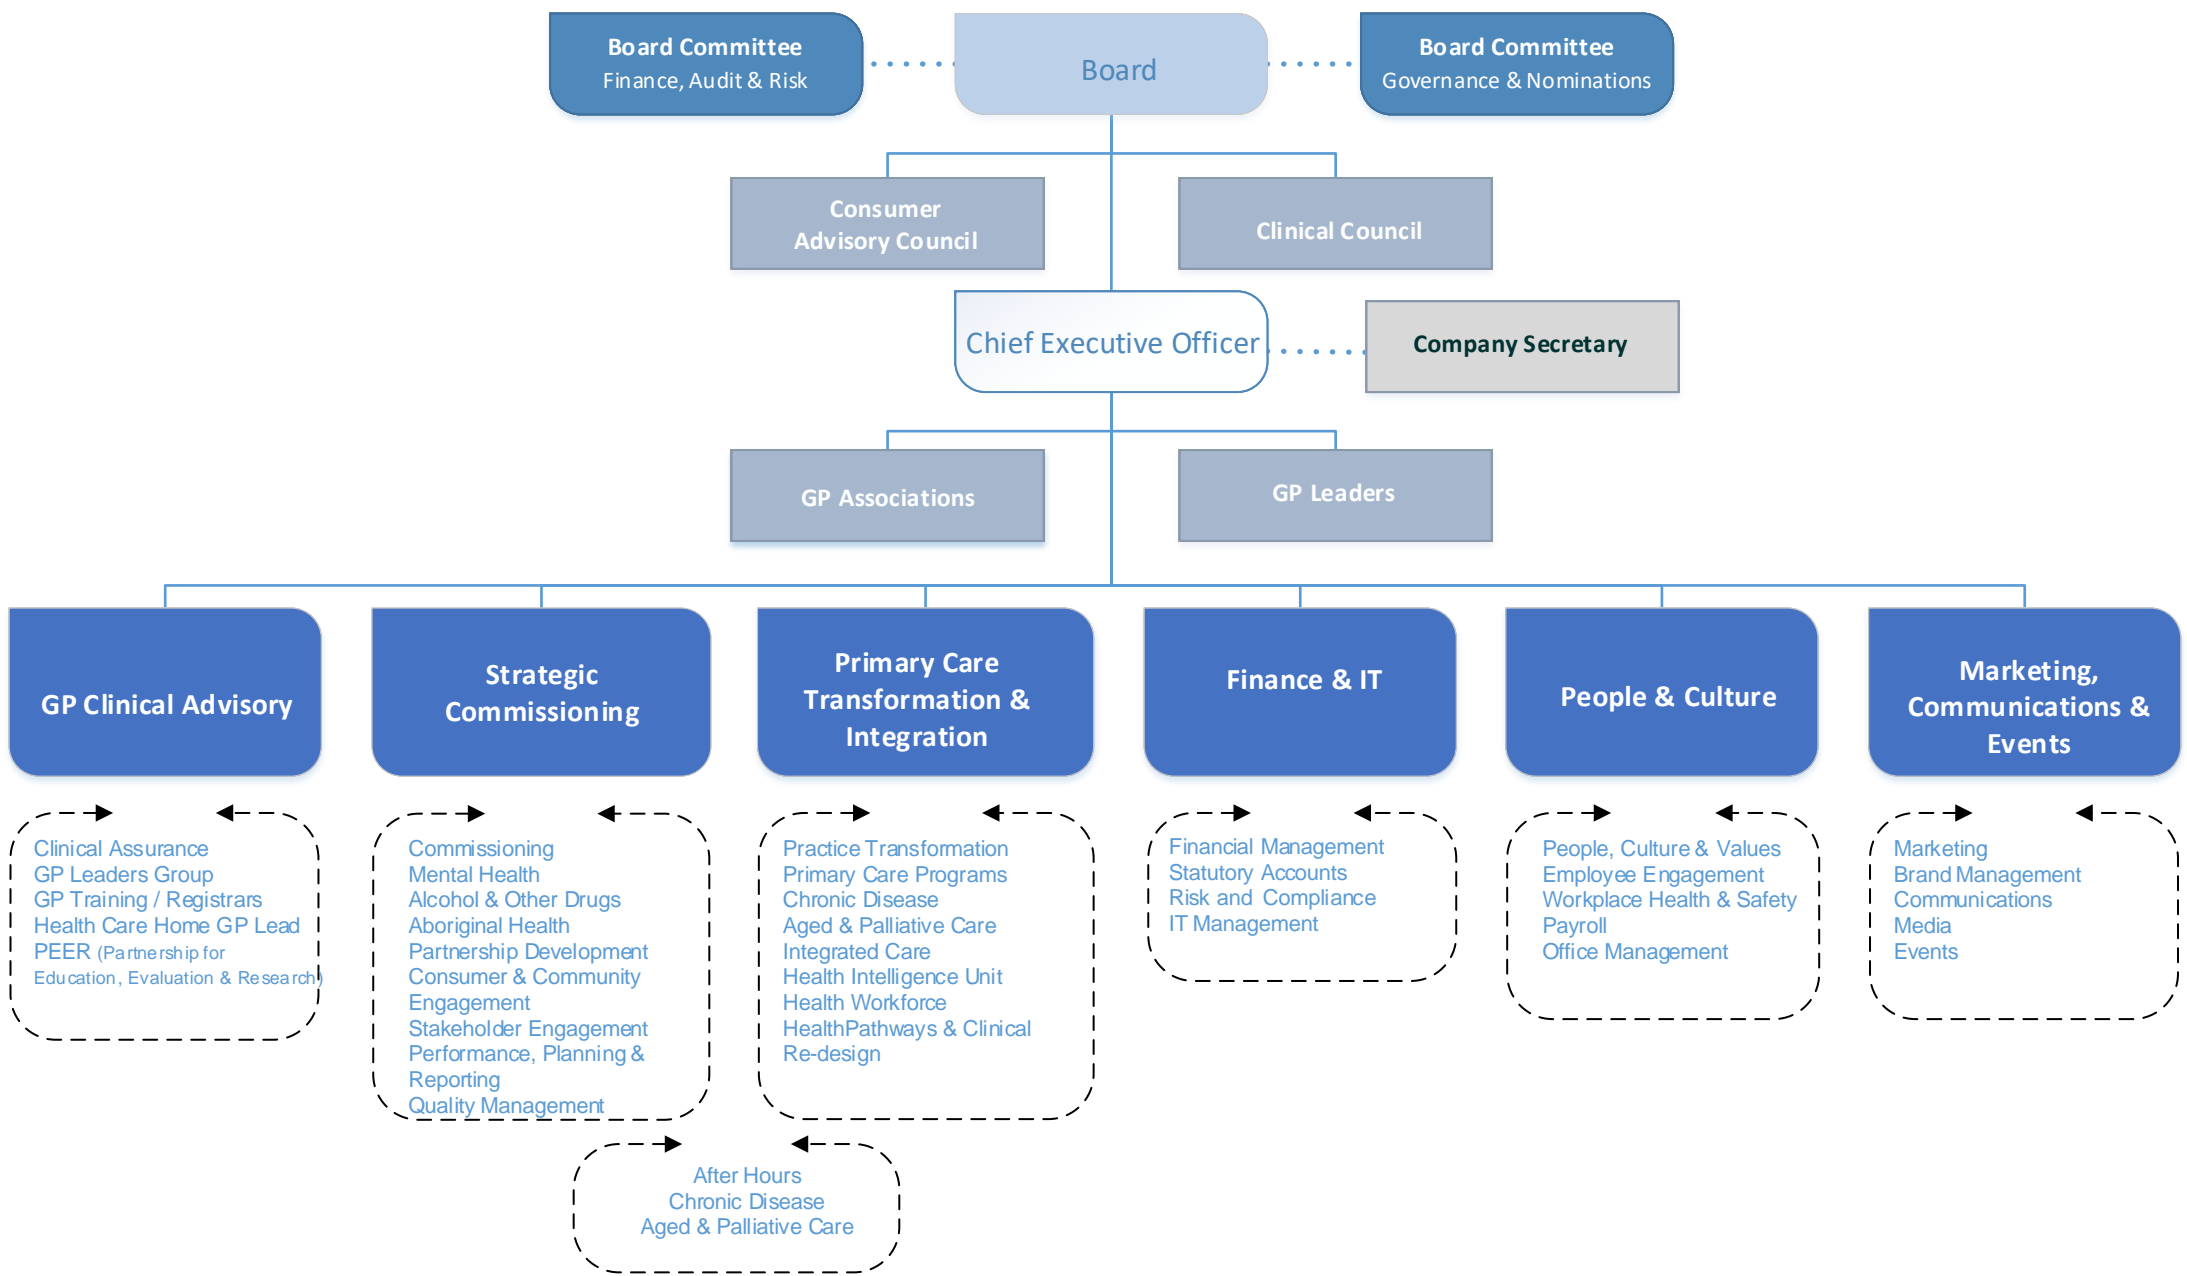 Board Committee
Finance, Audit & Risk
Board
Board Committee
Governance & Nominations
Consumer
Advisory Council
Clinical Council
Chief Executive Officer
Company Secretary
GP Associations
GP Leaders
GP Clinical Advisory
Strategic
Commissioning
Primary Care
Transformation &
Integration
Finance & IT
People & Culture
Marketing,
Communications &
Events
Clinical Assurance
GP Leaders Group
GP Training / Registrars
Health Care Home GP Lead
PEER (Partnership for
Education, Evaluation & Research)
Commissioning
Mental Health
Alcohol & Other Drugs
Aboriginal Health
Partnership Development
Consumer & Community
Engagement
Stakeholder Engagement
Performance, Planning &
Reporting
Quality Management
Practice Transformation
Primary Care Programs
Chronic Disease
Aged & Palliative Care
Integrated Care
Health Intelligence Unit
Health Workforce
HealthPathways & Clinical
Re-design
Financial Management
Statutory Accounts
Risk and Compliance
IT Management
People, Culture & Values
Employee Engagement
Workplace Health & Safety
Payroll
Office Management
Marketing
Brand Management
Communications
Media
Events
After Hours
Chronic Disease
Aged & Palliative Care